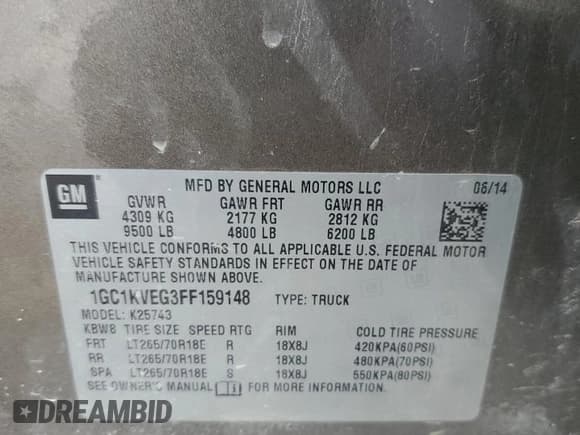 GM
MFD BY GENERAL MOTORS LLC 06/14
GVWR GAWR FRT GAWR RR
4309 KG 2177 KG 2812 KG
9500 LB 4800 LB 6200 LB
THIS VEHICLE CONFORMS TO ALL APPLICABLE U.S. FEDERAL MOTOR
VEHICLE SAFETY STANDARDS IN EFFECT ON THE DATE OF
MANUFACTURE SHOWN ABOVE.
1GC1KVEG3FF159148 TYPE: TRUCK
MODEL: K25743
KBW8 TIRE SIZE SPEED RTG RIM COLD TIRE PRESSURE
FRT LT265/70R18E R 18X8J 420KPA(60PSI)
RR LT265/70R18E R 18X8J 480KPA(70PSI)
SPA LT265/70R18E S 18X8J 550KPA(80PSI)
SEE OWNER'S MANUAL FOR MORE INFORMATION.
DREAMBID